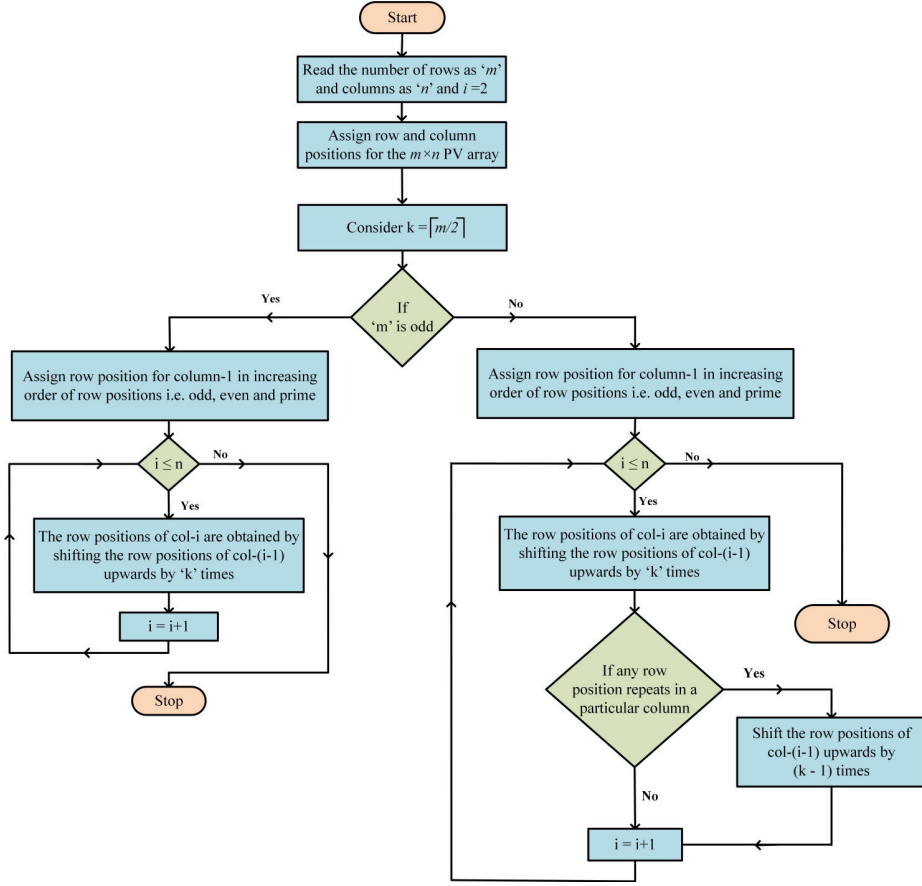 Start
Read the number of rows as ‘m’
and columns as ‘n’ and i =2
Assign row and column
positions for the m×n PV array
Consider k = ⌈m/2⌉
If
‘m’ is odd
Yes
No
Assign row position for column-1 in increasing
order of row positions i.e. odd, even and prime
i ≤ n
No
Yes
The row positions of col-i are obtained by
shifting the row positions of col-(i-1)
upwards by ‘k’ times
i = i+1
Stop
Assign row position for column-1 in increasing
order of row positions i.e. odd, even and prime
i ≤ n
No
Yes
The row positions of col-i are obtained by
shifting the row positions of col-(i-1)
upwards by ‘k’ times
Stop
If any row
position repeats in a
particular column
Yes
Shift the row positions of
col-(i-1) upwards by
(k - 1) times
No
i = i+1